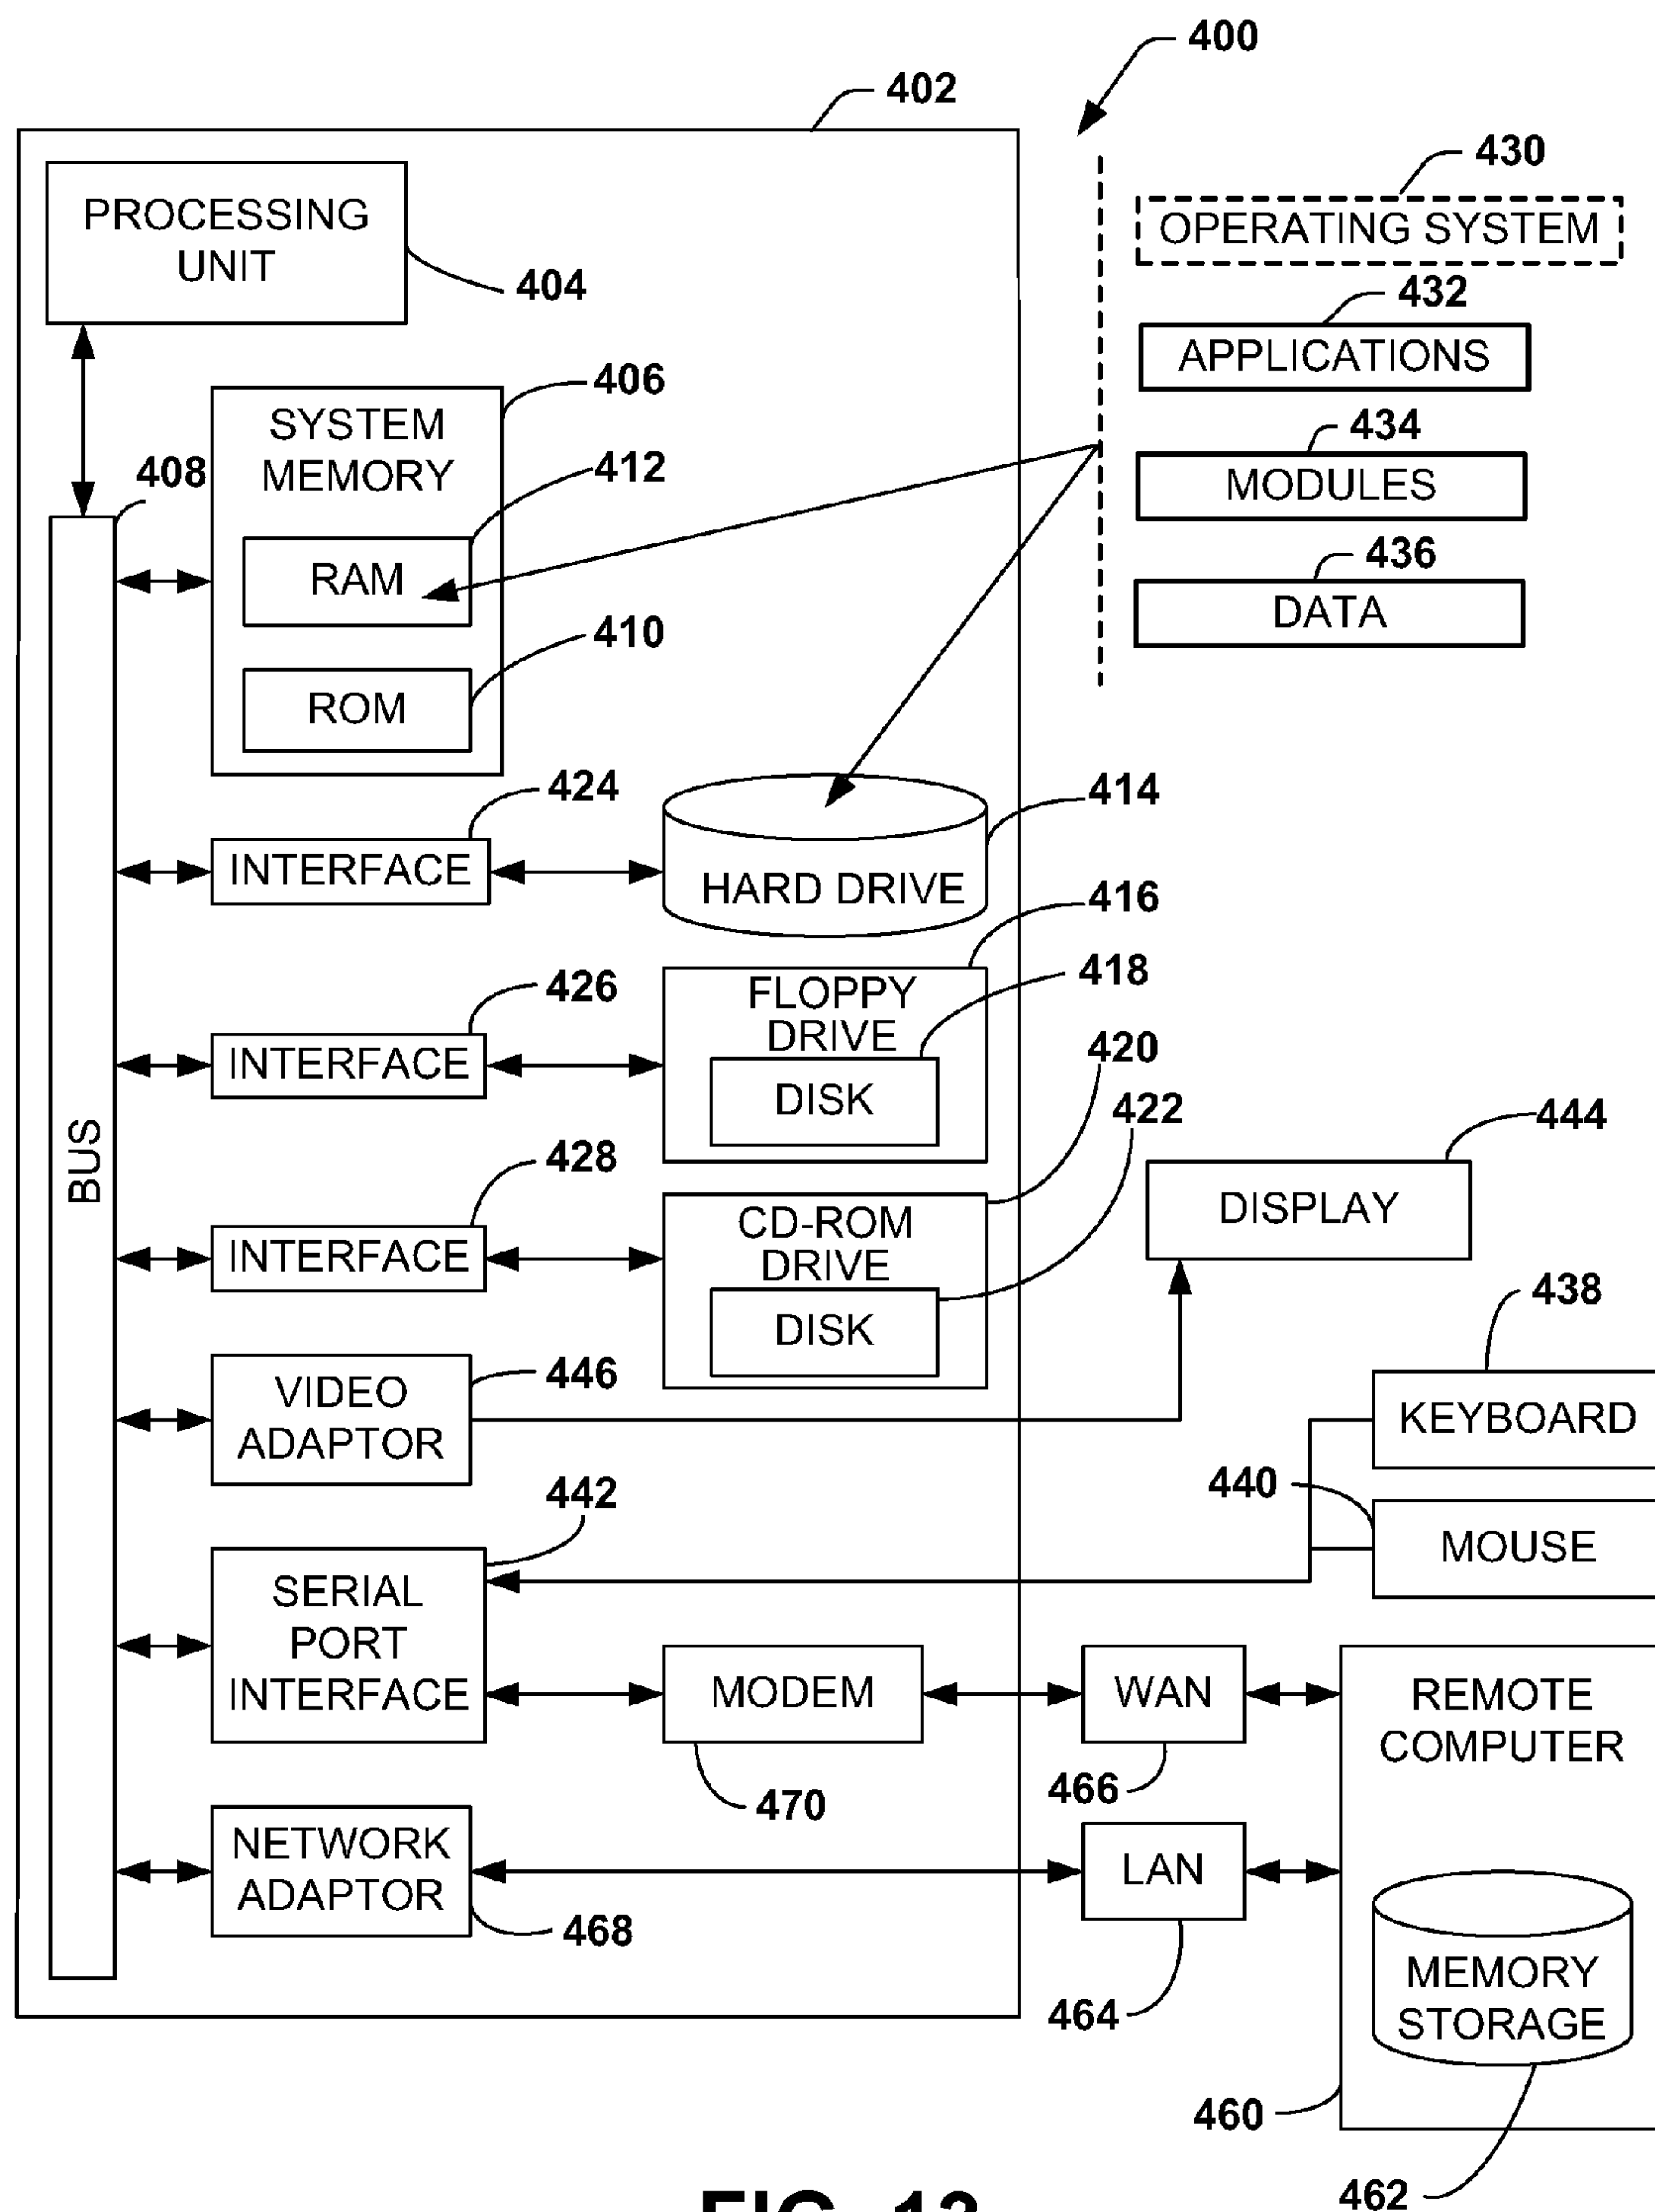 400
402
430
PROCESSING
UNIT
404
OPERATING SYSTEM
432
APPLICATIONS
406
SYSTEM
MEMORY
408
412
434
MODULES
RAM
436
DATA
410
ROM
424
414
INTERFACE
HARD DRIVE
416
426
418
FLOPPY
DRIVE
420
INTERFACE
DISK
422
444
BUS
428
DISPLAY
CD-ROM
DRIVE
INTERFACE
438
DISK
446
VIDEO
ADAPTOR
KEYBOARD
442
440
MOUSE
SERIAL
PORT
INTERFACE
MODEM
WAN
REMOTE
COMPUTER
466
470
NETWORK
ADAPTOR
LAN
468
MEMORY
STORAGE
464
460
462